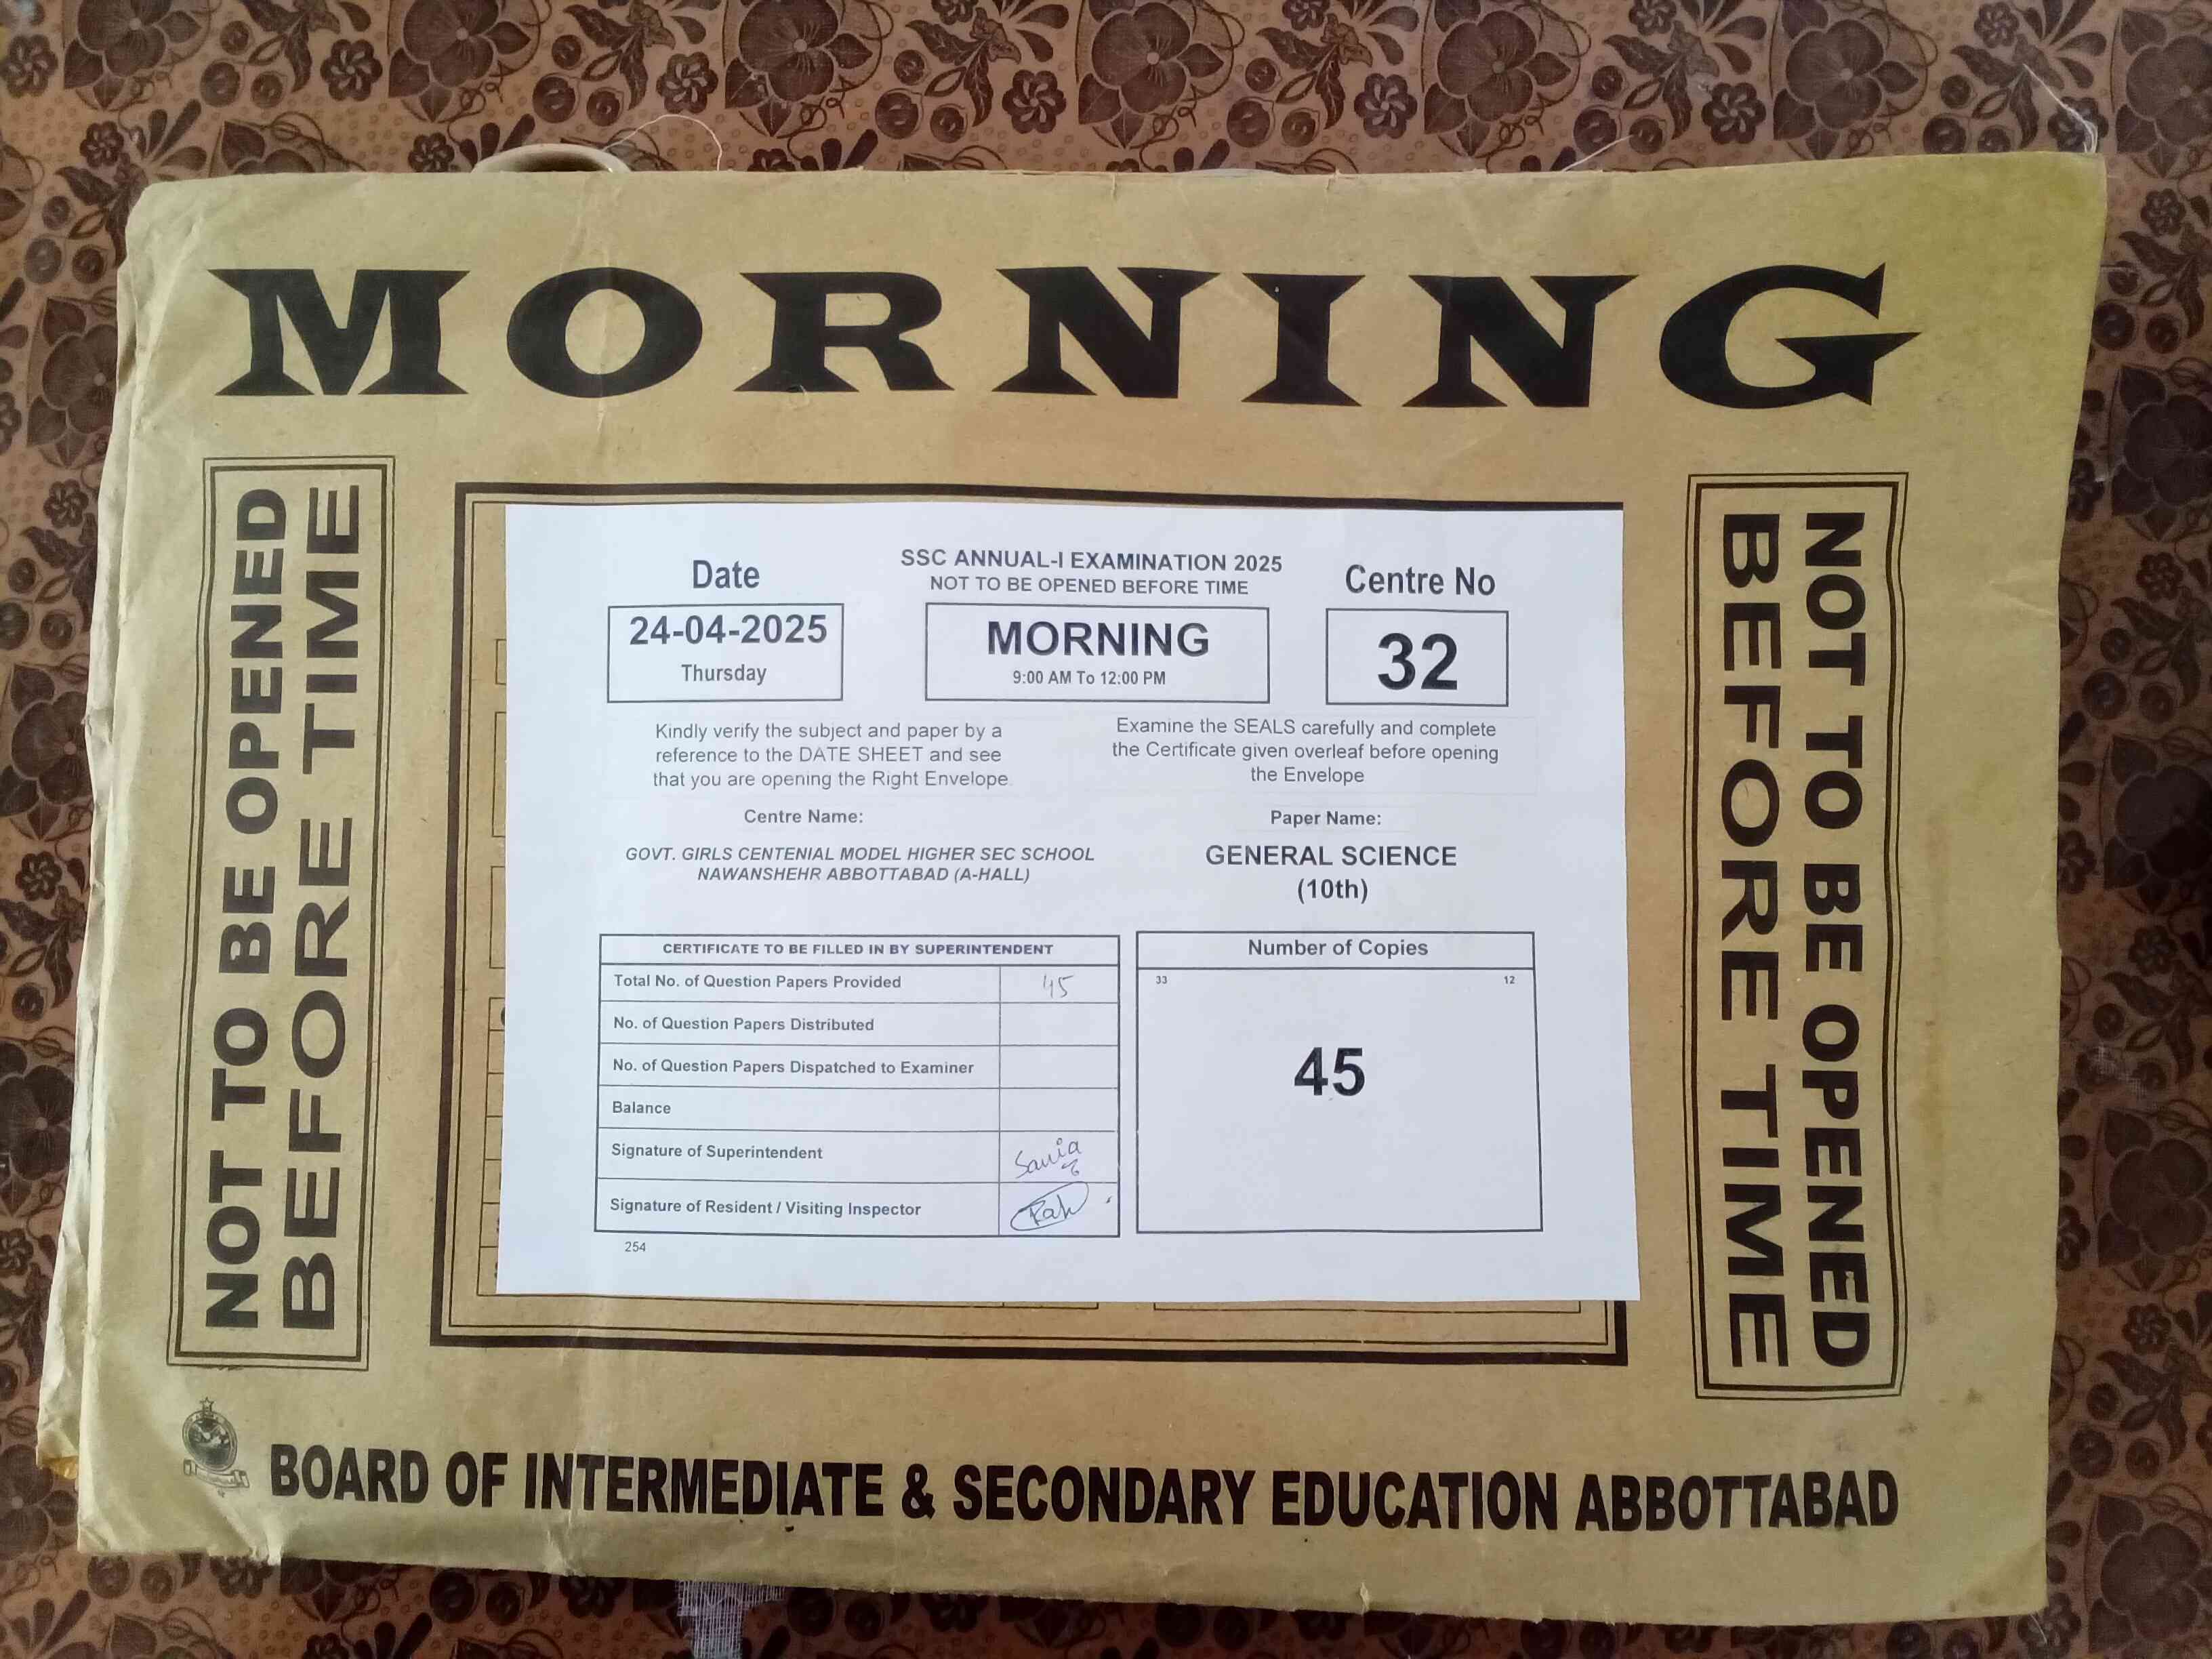 MORNING
NOT TO BE OPENED
BEFORE TIME
Date
24-04-2025
Thursday
SSC ANNUAL-I EXAMINATION 2025
NOT TO BE OPENED BEFORE TIME
MORNING
9:00 AM To 12:00 PM
Centre No
32
Kindly verify the subject and paper by a
reference to the DATE SHEET and see
that you are opening the Right Envelope.
Examine the SEALS carefully and complete
the Certificate given overleaf before opening
the Envelope
Centre Name:
GOVT. GIRLS CENTENIAL MODEL HIGHER SEC SCHOOL
NAWANSHEHR ABBOTTABAD (A-HALL)
Paper Name:
GENERAL SCIENCE
(10th)
CERTIFICATE TO BE FILLED IN BY SUPERINTENDENT
Total No. of Question Papers Provided 45
No. of Question Papers Distributed
No. of Question Papers Dispatched to Examiner
Balance
Signature of Superintendent Sania
Signature of Resident / Visiting Inspector
254
Number of Copies
33 12
45
NOT TO BE OPENED
BEFORE TIME
BOARD OF INTERMEDIATE & SECONDARY EDUCATION ABBOTTABAD